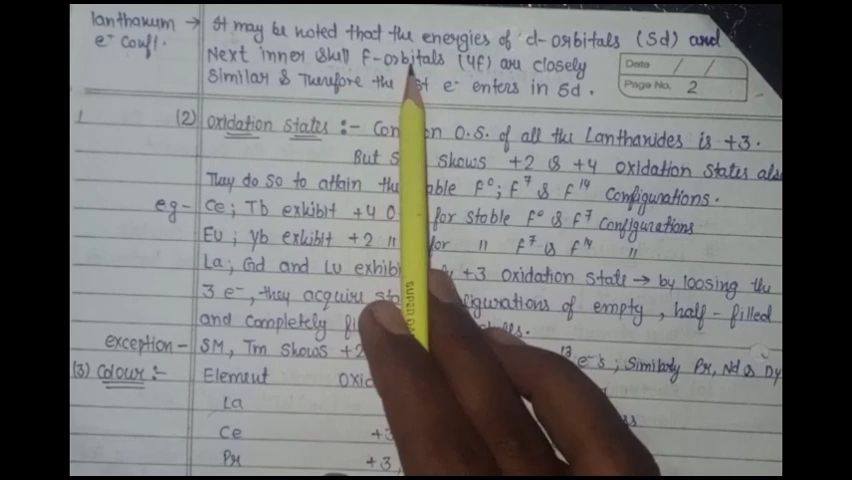 lanthanum → It may be noted that the energies of d-orbitals (5d) and
e⁻ confi. Next inner shell F-orbitals (4f) are closely
Similar & Therefore the e⁻ enters in 5d.
Date / /
Page No. 2
(2) Oxidation States :- O.S. of all the Lanthanides is +3.
But shows +2 & +4 oxidation states also
They do so to attain the F⁰; F⁷ & F¹⁴ configurations.
eg- Ce; Tb exhibit +4 O for stable F⁰ & F⁷ configurations
Eu; Yb exhibit +2 " for " F⁷ & F¹⁴ "
La; Gd and Lu +3 oxidation state → by loosing the
3 e⁻, they acquire of empty, half-filled
and completely
exception - SM, Tm shows +2 ¹³ e⁻s; Similarly Pr, Nd & Dy
(3) Colour :- Element
La
Ce +3
Pr +3,
SUPER